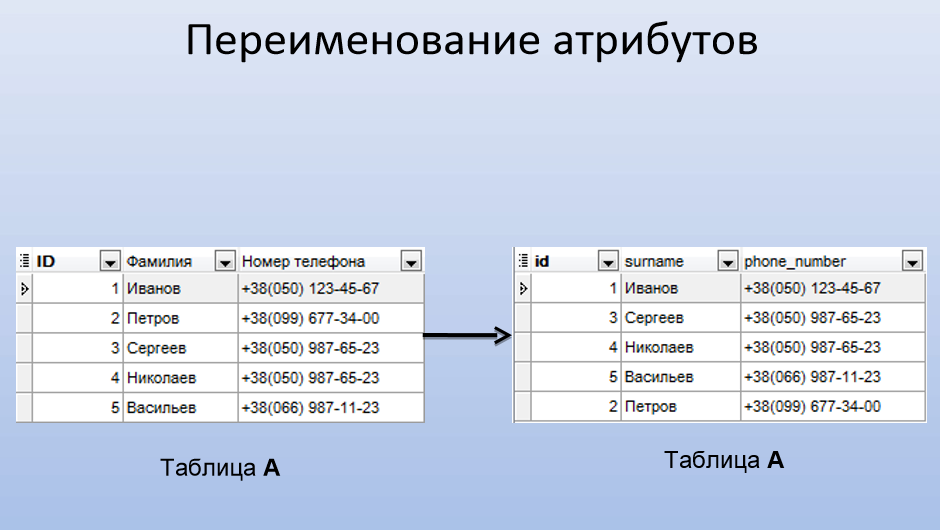 Переименование атрибутов
ID Фамилия Номер телефона
1 Иванов +38(050) 123-45-67
2 Петров +38(099) 677-34-00
3 Сергеев +38(050) 987-65-23
4 Николаев +38(050) 987-65-23
5 Васильев +38(066) 987-11-23
Таблица А
id surname phone_number
1 Иванов +38(050) 123-45-67
3 Сергеев +38(050) 987-65-23
4 Николаев +38(050) 987-65-23
5 Васильев +38(066) 987-11-23
2 Петров +38(099) 677-34-00
Таблица А